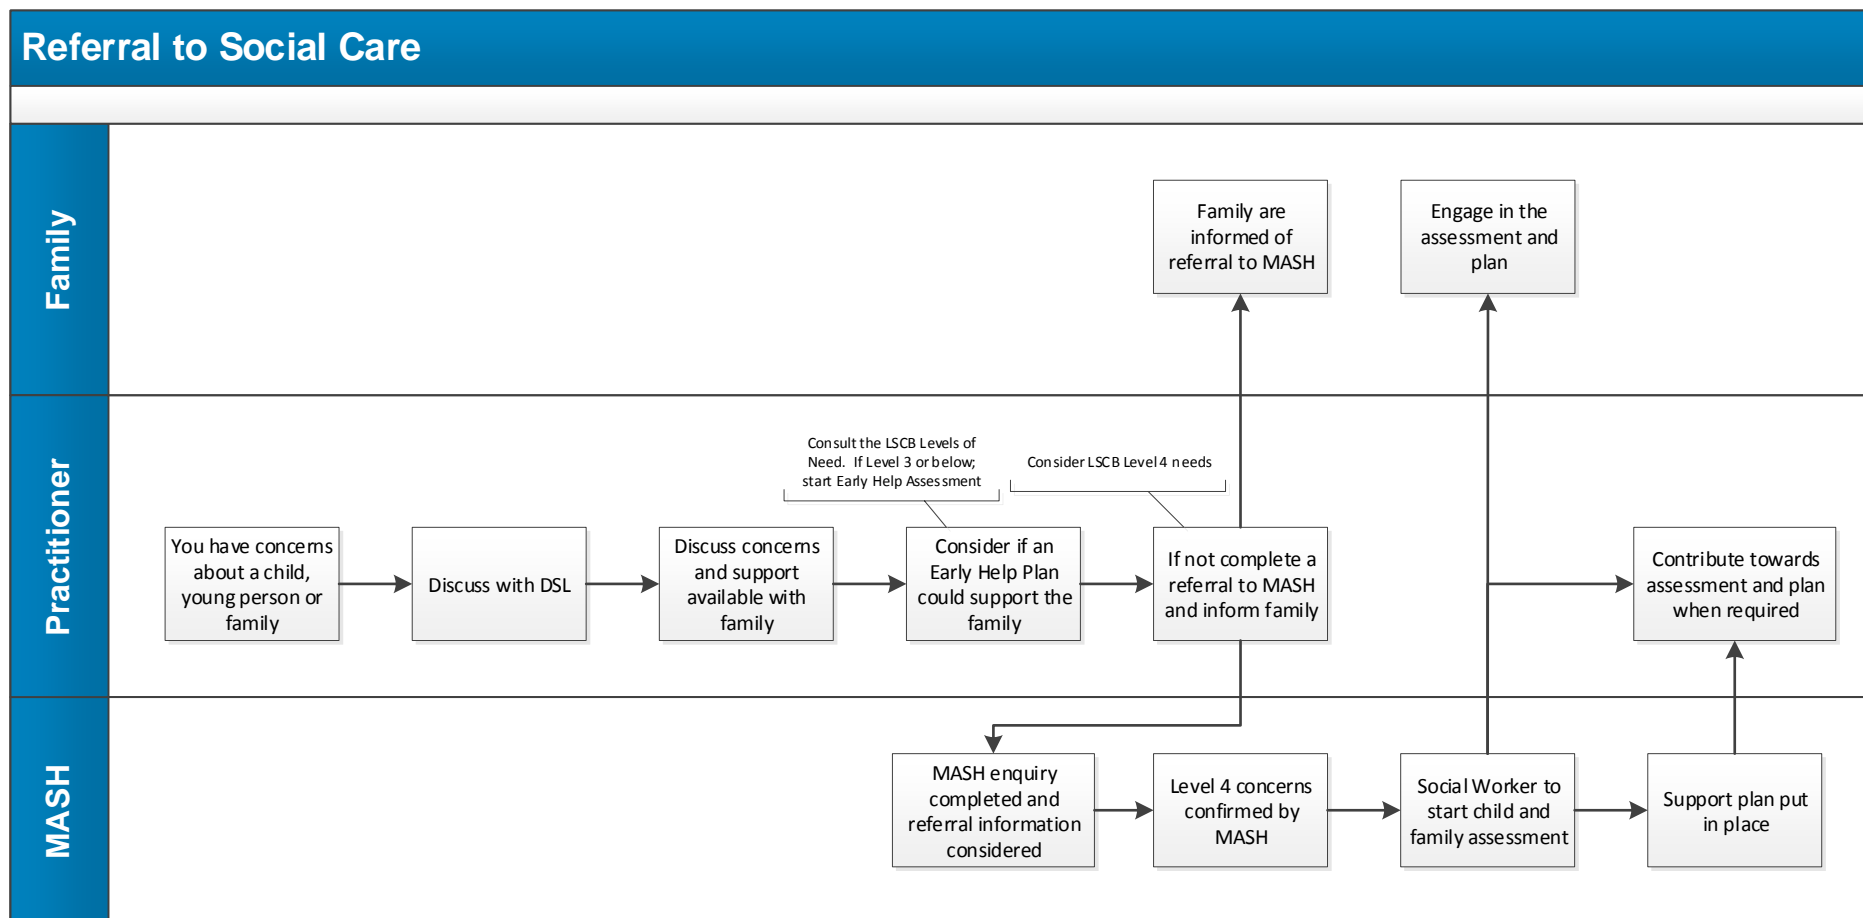 Referral to Social Care
Family
Family are
informed of
referral to MASH
Engage in the
assessment and
plan
Practitioner
Consult the LSCB Levels of
Need.  If Level 3 or below;
start Early Help Assessment
Consider LSCB Level 4 needs
You have concerns
about a child,
young person or
family
Discuss with DSL
Discuss concerns
and support
available with
family
Consider if an
Early Help Plan
could support the
family
If not complete a
referral to MASH
and inform family
Contribute towards
assessment and plan
when required
MASH
MASH enquiry
completed and
referral information
considered
Level 4 concerns
confirmed by
MASH
Social Worker to
start child and
family assessment
Support plan put
in place